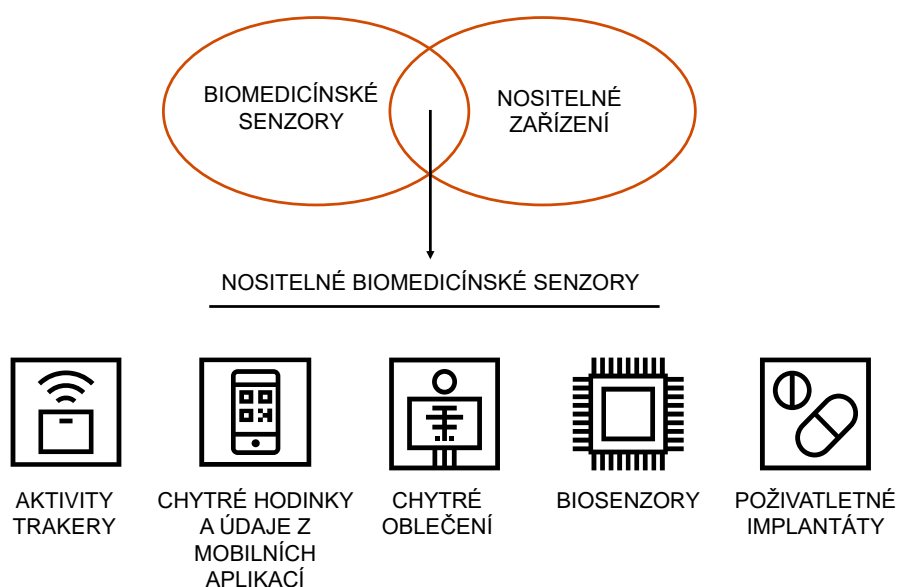 BIOMEDICÍNSKÉ
SENZORY
NOSITELNÉ
ZAŘÍZENÍ
NOSITELNÉ BIOMEDICÍNSKÉ SENZORY
AKTIVITY
TRAKERY
CHYTRÉ HODINKY
A ÚDAJE Z
MOBILNÍCH
APLIKACÍ
CHYTRÉ
OBLEČENÍ
BIOSENZORY
POŽIVATLETNÉ
IMPLANTÁTY